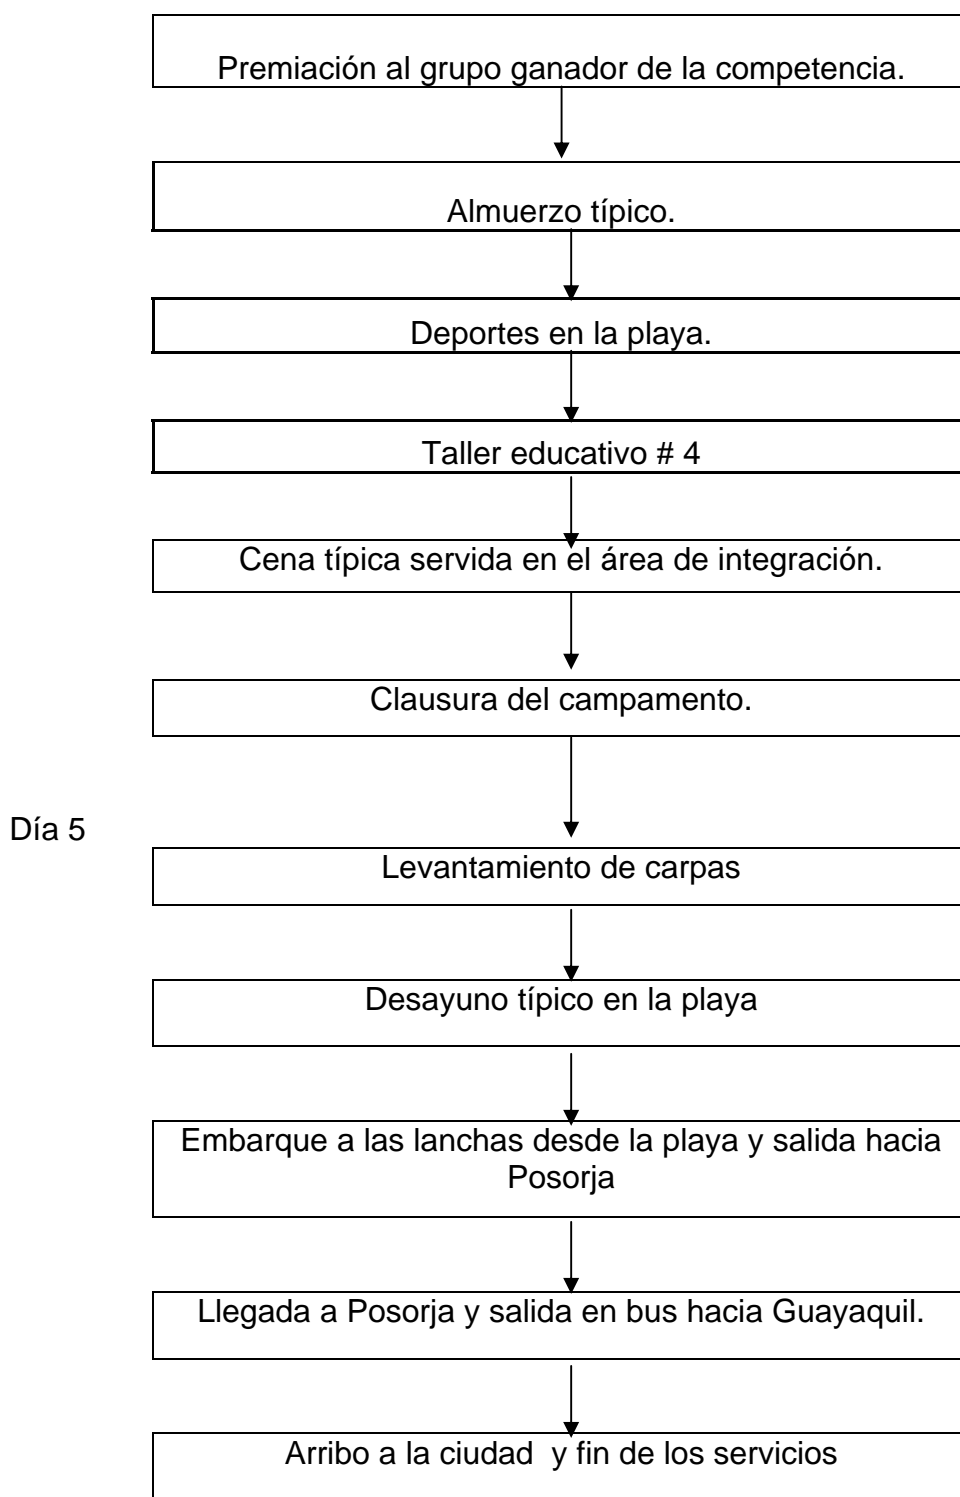 Premiación al grupo ganador de la competencia.
Almuerzo típico.
Deportes en la playa.
Taller educativo # 4
Cena típica servida en el área de integración.
Clausura del campamento.
Día 5
Levantamiento de carpas
Desayuno típico en la playa
Embarque a las lanchas desde la playa y salida hacia
Posorja
Llegada a Posorja y salida en bus hacia Guayaquil.
Arribo a la ciudad  y fin de los servicios